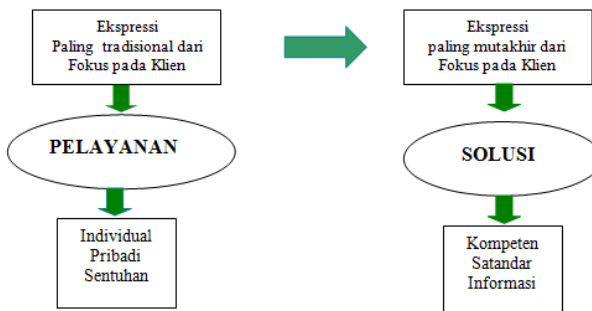 Ekspressi
Paling tradisional dari
Fokus pada Klien
PELAYANAN
Individual
Pribadi
Sentuhan
Ekspressi
paling mutakhir dari
Fokus pada Klien
SOLUSI
Kompeten
Satandar
Informasi